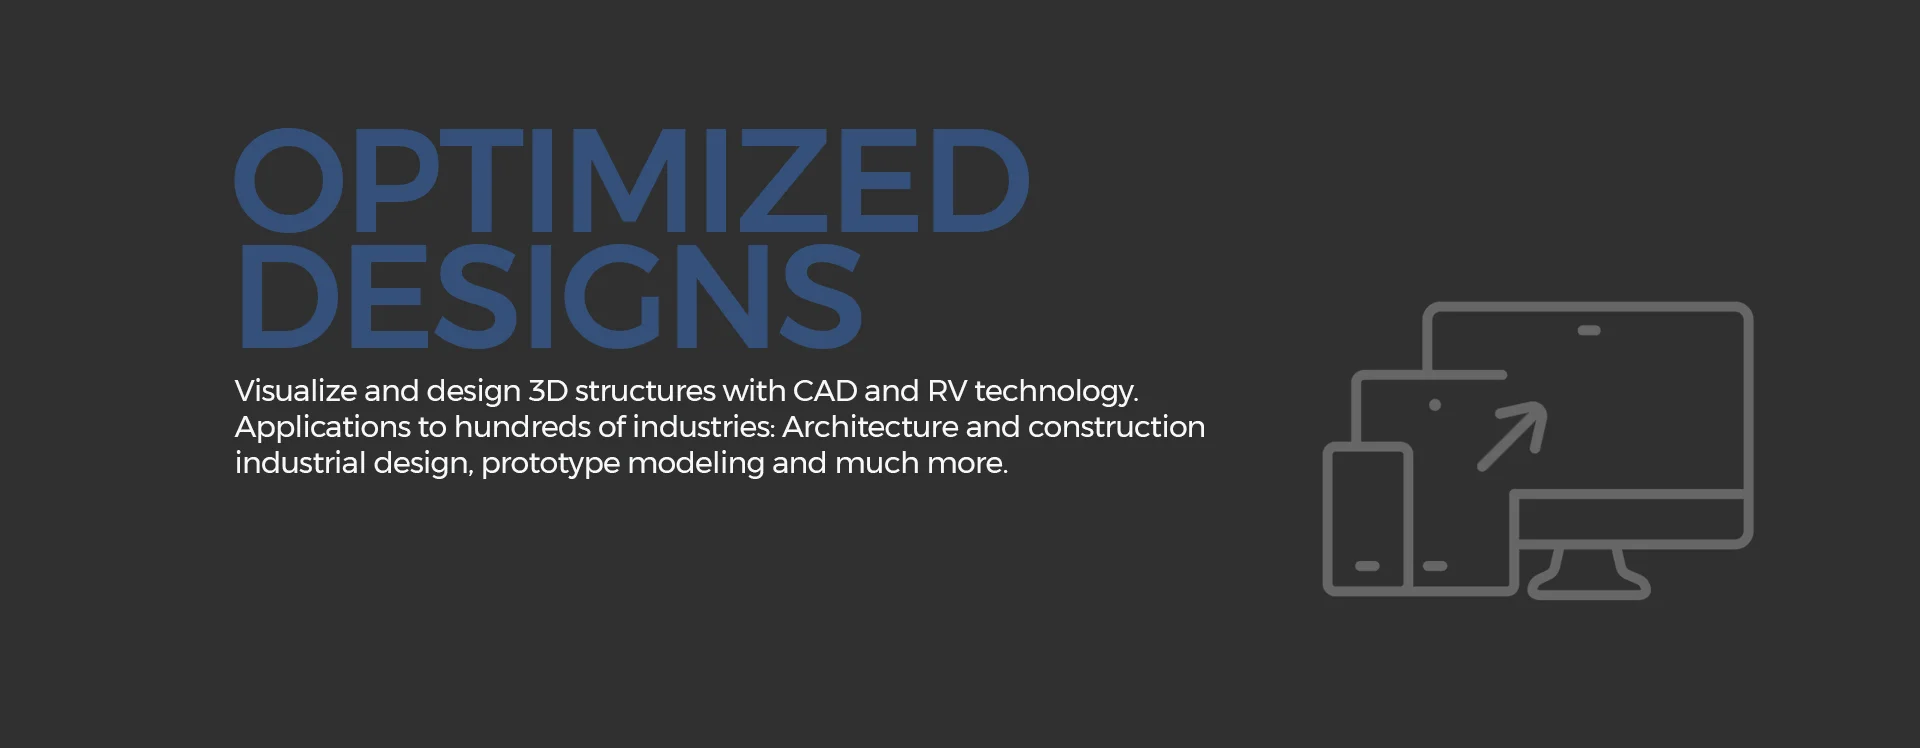 OPTIMIZED
DESIGNS
Visualize and design 3D structures with CAD and RV technology.
Applications to hundreds of industries: Architecture and construction
industrial design, prototype modeling and much more.